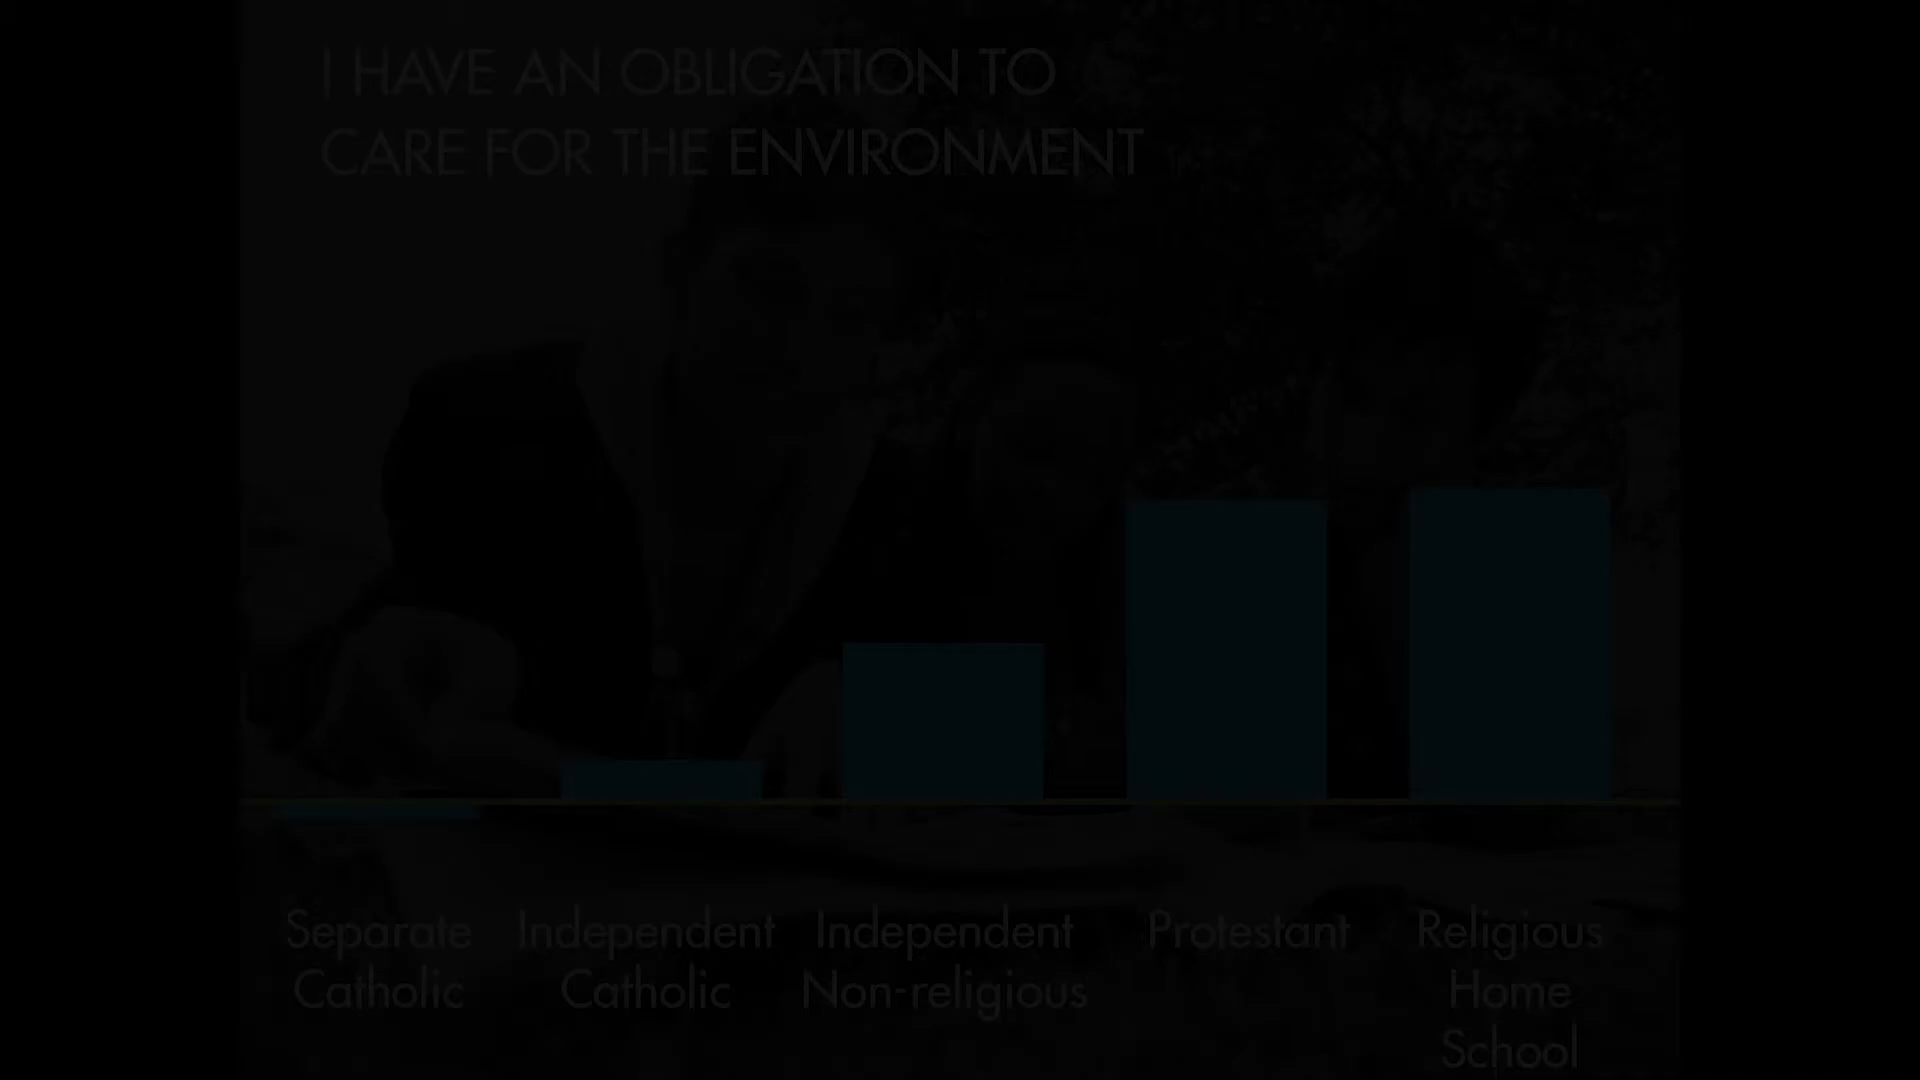 I HAVE AN OBLIGATION TO
CARE FOR THE ENVIRONMENT
Separate
Catholic
Independent
Catholic
Independent
Non-religious
Protestant
Religious
Home
School